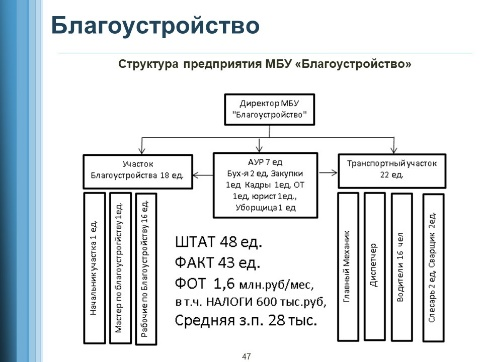 Благоустройство
Структура предприятия МБУ «Благоустройство»
Директор МБУ
"Благоустройство"
Участок
Благоустройства 18 ед.
АУР 7 ед
Бух-я 2 ед, Закупки
1ед Кадры 1ед, ОТ
1ед, юрист 1ед.,
Уборщица 1 ед
Транспортный участок
22 ед.
Начальник участка 1 ед.
Мастер по благоустройству 1ед.
Рабочие по Благоустройству 16 ед.
Главный Механик
Диспетчер
Водители 16 чел
Слесарь 2 ед, Сварщик 2ед.
ШТАТ 48 ед.
ФАКТ 43 ед.
ФОТ 1,6 млн.руб/мес,
в т.ч. НАЛОГИ 600 тыс.руб,
Средняя з.п. 28 тыс.
47